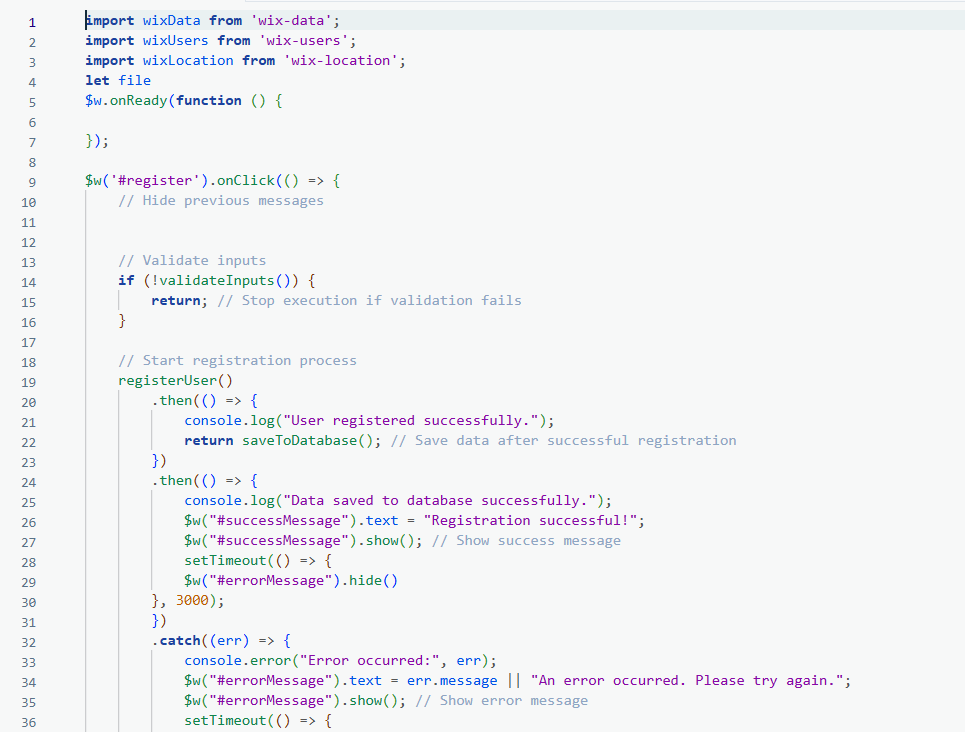 1 import wixData from 'wix-data';
2 import wixUsers from 'wix-users';
3 import wixLocation from 'wix-location';
4 let file
5 $w.onReady(function () {
6
7 });
8
9 $w('#register').onClick(() => {
10 // Hide previous messages
11
12
13 // Validate inputs
14 if (!validateInputs()) {
15 return; // Stop execution if validation fails
16 }
17
18 // Start registration process
19 registerUser()
20 .then(() => {
21 console.log("User registered successfully.");
22 return saveToDatabase(); // Save data after successful registration
23 })
24 .then(() => {
25 console.log("Data saved to database successfully.");
26 $w("#successMessage").text = "Registration successful!";
27 $w("#successMessage").show(); // Show success message
28 setTimeout(() => {
29 $w("#errorMessage").hide()
30 }, 3000);
31 })
32 .catch((err) => {
33 console.error("Error occurred:", err);
34 $w("#errorMessage").text = err.message || "An error occurred. Please try again.";
35 $w("#errorMessage").show(); // Show error message
36 setTimeout(() => {